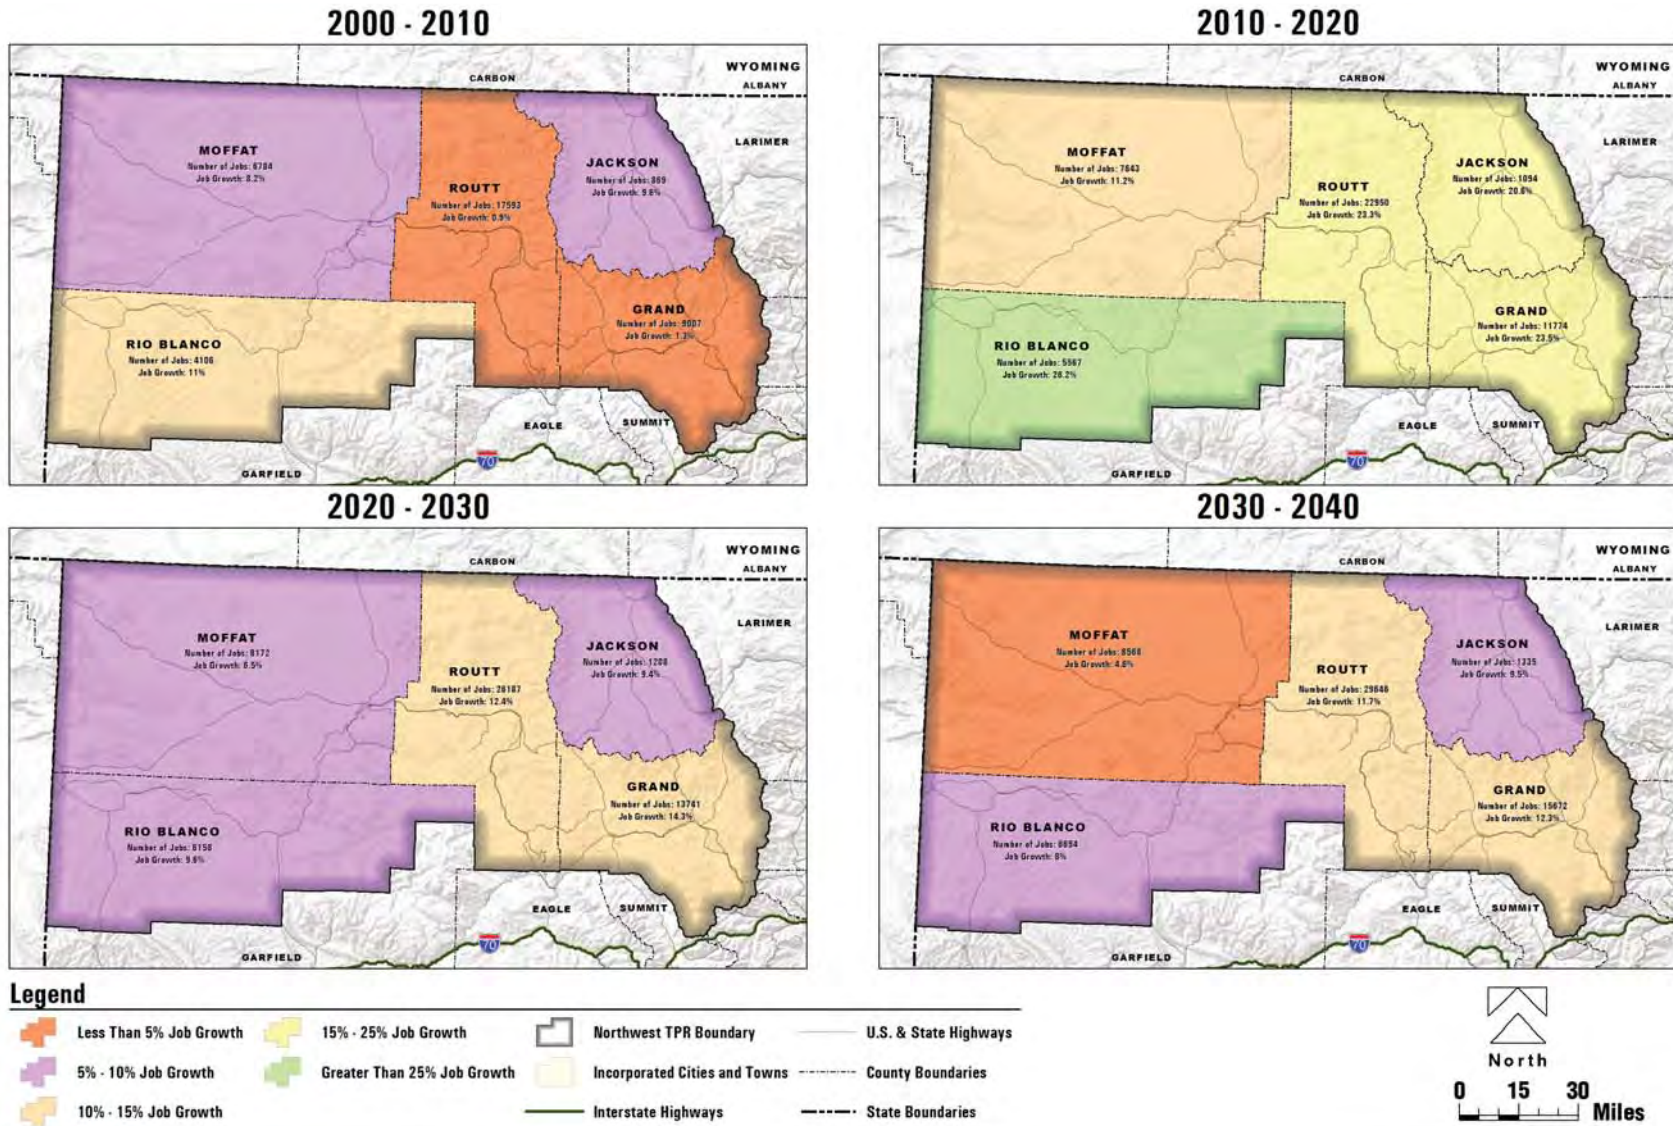 2000 - 2010
WYOMING
ALBANY
CARBON
LARIMER
MOFFAT
Number of Jobs: 6784
Job Growth: 8.2%
JACKSON
Number of Jobs: 869
Job Growth: 9.6%
ROUTT
Number of Jobs: 17593
Job Growth: 0.9%
GRAND
Number of Jobs: 9007
Job Growth: 1.3%
RIO BLANCO
Number of Jobs: 4106
Job Growth: 11%
EAGLE
SUMMIT
70
GARFIELD
2010 - 2020
WYOMING
ALBANY
CARBON
LARIMER
MOFFAT
Number of Jobs: 7643
Job Growth: 11.2%
JACKSON
Number of Jobs: 1094
Job Growth: 20.6%
ROUTT
Number of Jobs: 22950
Job Growth: 23.3%
GRAND
Number of Jobs: 11774
Job Growth: 23.5%
RIO BLANCO
Number of Jobs: 5567
Job Growth: 26.2%
EAGLE
SUMMIT
70
GARFIELD
2020 - 2030
WYOMING
ALBANY
CARBON
LARIMER
MOFFAT
Number of Jobs: 8172
Job Growth: 6.5%
JACKSON
Number of Jobs: 1208
Job Growth: 9.4%
ROUTT
Number of Jobs: 26187
Job Growth: 12.4%
GRAND
Number of Jobs: 13741
Job Growth: 14.3%
RIO BLANCO
Number of Jobs: 6158
Job Growth: 9.6%
EAGLE
SUMMIT
70
GARFIELD
2030 - 2040
WYOMING
ALBANY
CARBON
LARIMER
MOFFAT
Number of Jobs: 8566
Job Growth: 4.6%
JACKSON
Number of Jobs: 1335
Job Growth: 9.5%
ROUTT
Number of Jobs: 29646
Job Growth: 11.7%
GRAND
Number of Jobs: 15672
Job Growth: 12.3%
RIO BLANCO
Number of Jobs: 6694
Job Growth: 8%
EAGLE
SUMMIT
70
GARFIELD
Legend
Less Than 5% Job Growth
5% - 10% Job Growth
10% - 15% Job Growth
15% - 25% Job Growth
Greater Than 25% Job Growth
Northwest TPR Boundary
Incorporated Cities and Towns
Interstate Highways
U.S. & State Highways
County Boundaries
State Boundaries
North
0 15 30
Miles